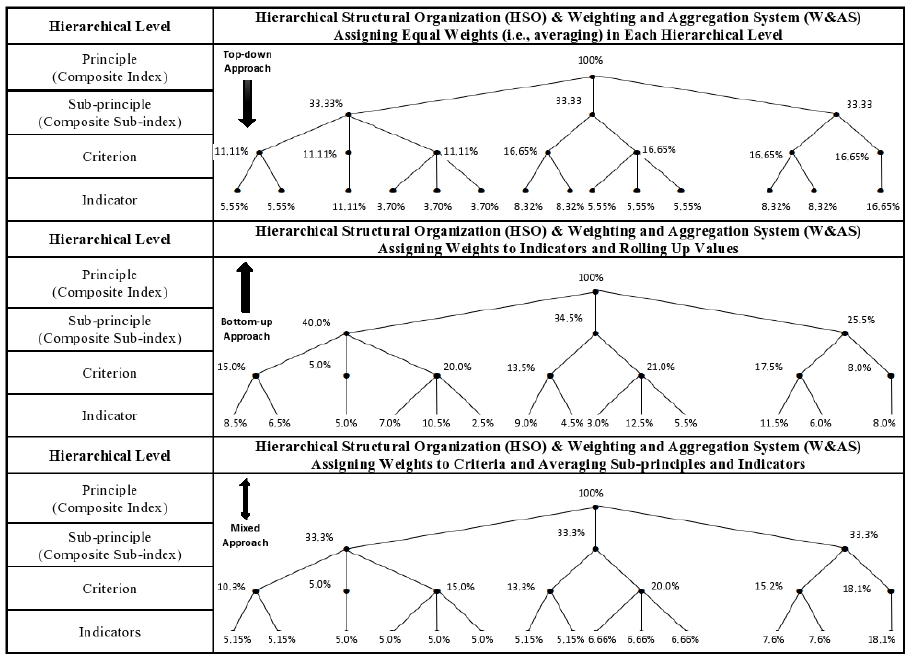 Hierarchical Level
Hierarchical Structural Organization (HSO) & Weighting and Aggregation System (W&AS)
Assigning Equal Weights (i.e., averaging) in Each Hierarchical Level
Principle
(Composite Index)
Top-down
Approach
100%
Sub-principle
(Composite Sub-index)
33.33%
33.33
33.33
Criterion
11.11%
11.11%
11.11%
16.65%
16.65%
16.65%
16.65%
Indicator
5.55%
5.55%
11.11%
3.70%
3.70%
3.70%
8.32%
8.32%
5.55%
5.55%
5.55%
8.32%
8.32%
16.65%
Hierarchical Level
Hierarchical Structural Organization (HSO) & Weighting and Aggregation System (W&AS)
Assigning Weights to Indicators and Rolling Up Values
Principle
(Composite Index)
100%
Sub-principle
(Composite Sub-index)
Bottom-up
Approach
40.0%
34.5%
25.5%
Criterion
15.0%
5.0%
20.0%
13.5%
21.0%
17.5%
8.0%
Indicator
8.5%
6.5%
5.0%
7.0%
10.5%
2.5%
9.0%
4.5%
3.0%
12.5%
5.5%
11.5%
6.0%
8.0%
Hierarchical Level
Hierarchical Structural Organization (HSO) & Weighting and Aggregation System (W&AS)
Assigning Weights to Criteria and Averaging Sub-principles and Indicators
Principle
(Composite Index)
100%
Mixed
Approach
Sub-principle
(Composite Sub-index)
33.3%
33.3%
33.3%
Criterion
10.3%
5.0%
15.0%
13.3%
20.0%
15.2%
18.1%
Indicators
5.15%
5.15%
5.0%
5.0%
5.0%
5.0%
5.15%
5.15%
6.66%
6.66%
6.66%
7.6%
7.6%
18.1%